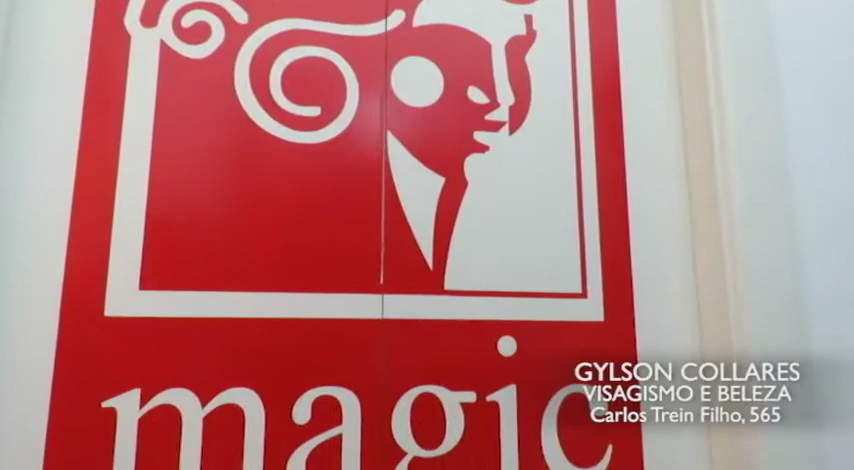 magic
GYLSON COLLARES
VISAGISMO E BELEZA
Carlos Trein Filho, 565